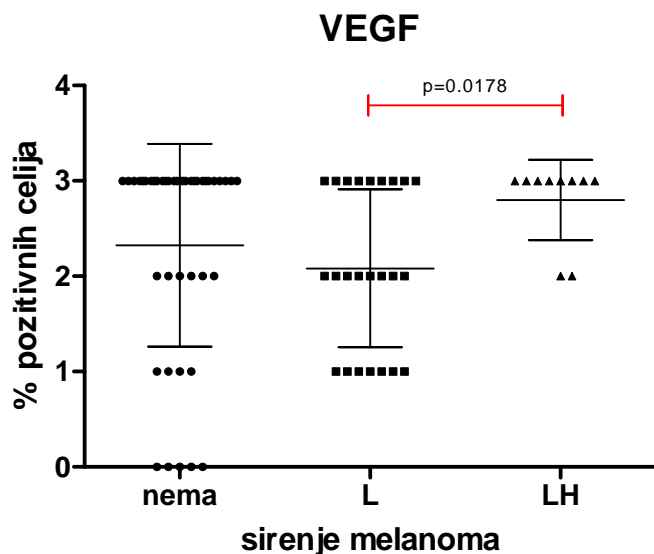 VEGF
p=0.0178
% pozitivnih celija
4
3
2
1
0
nema L LH
sirenje melanoma